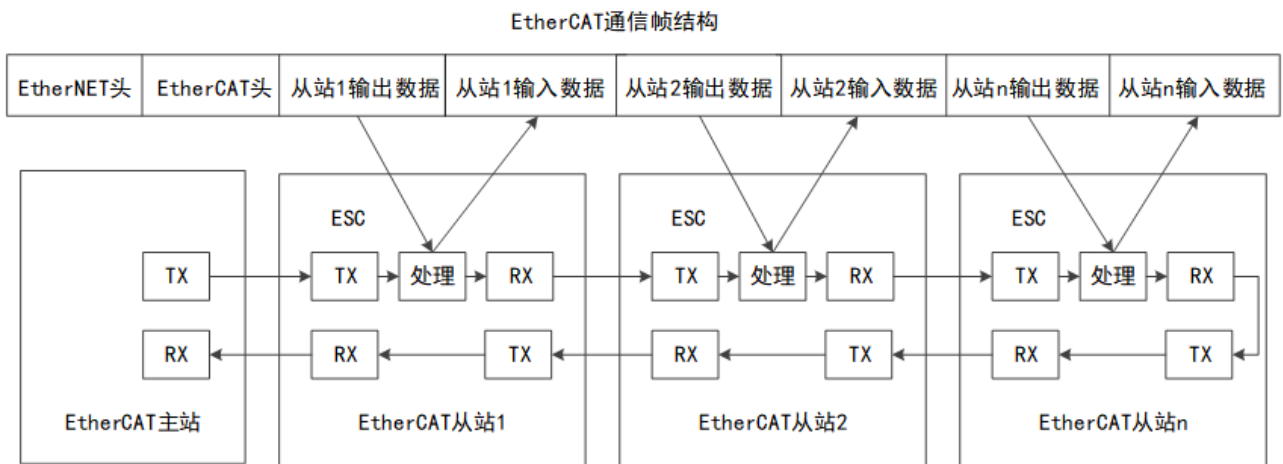 EtherCAT通信帧结构
EtherNET头 EtherCAT头 从站1输出数据 从站1输入数据 从站2输出数据 从站2输入数据 从站n输出数据 从站n输入数据
ESC ESC ESC
TX TX 处理 RX TX 处理 RX TX 处理 RX
RX RX TX RX TX RX TX
EtherCAT主站 EtherCAT从站1 EtherCAT从站2 EtherCAT从站n